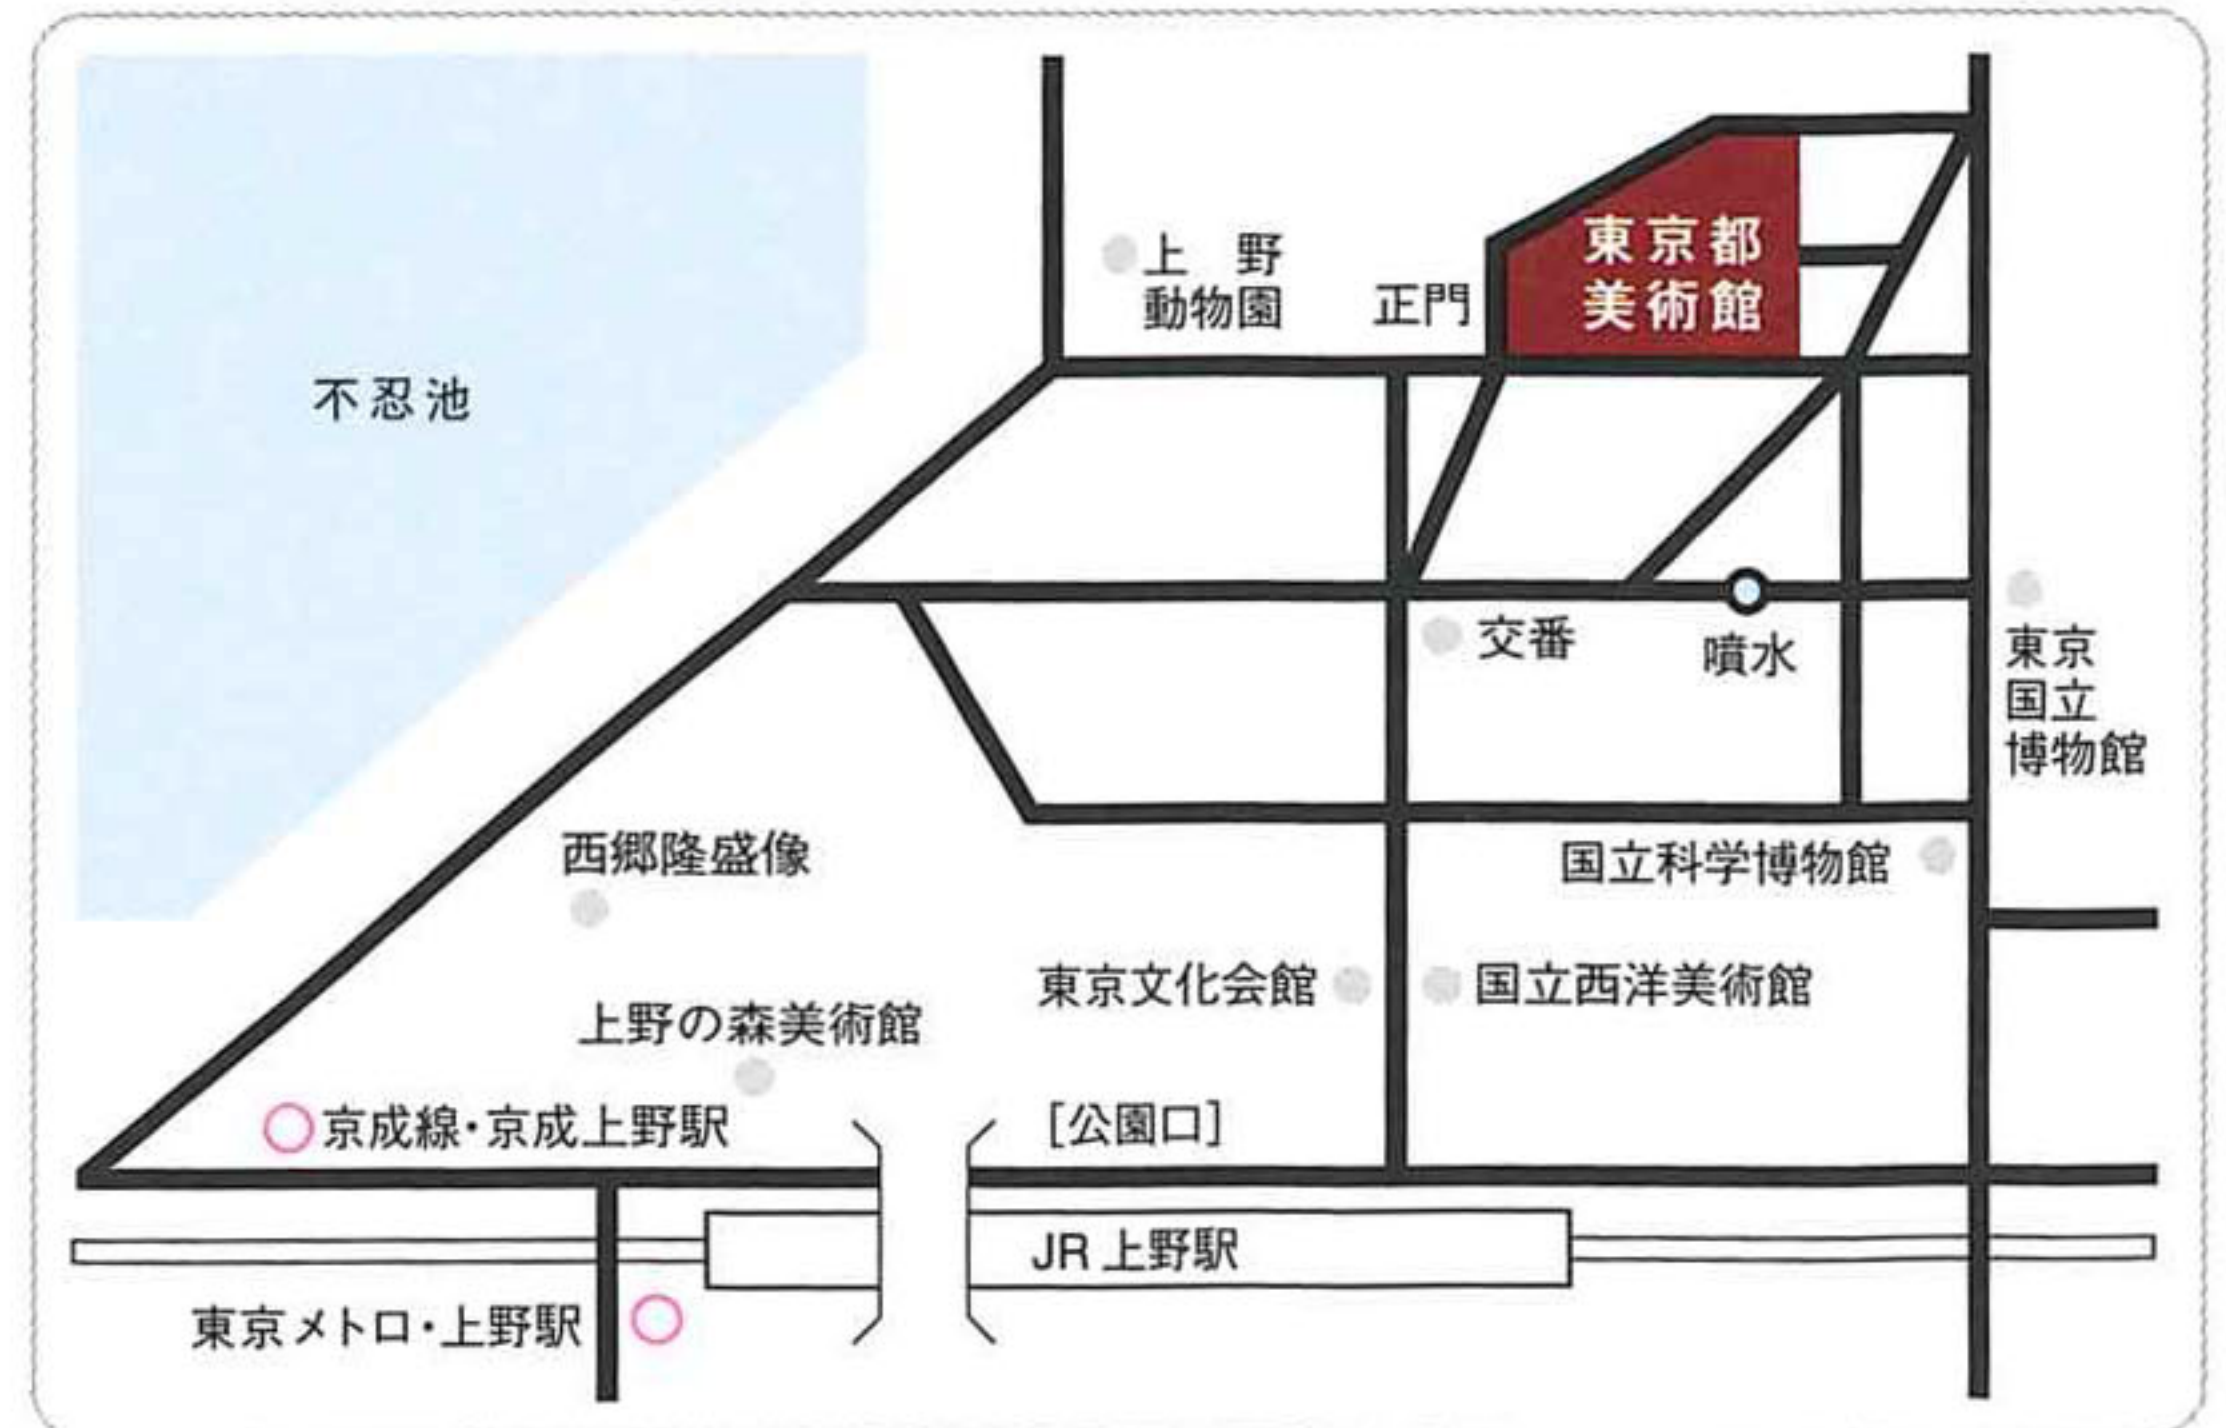 東京都
美術館
上 野
動物園
正門
不忍池
交番
噴水
東京
国立
博物館
西郷隆盛像
国立科学博物館
東京文化会館
国立西洋美術館
上野の森美術館
京成線・京成上野駅
[公園口]
JR 上野駅
東京メトロ・上野駅